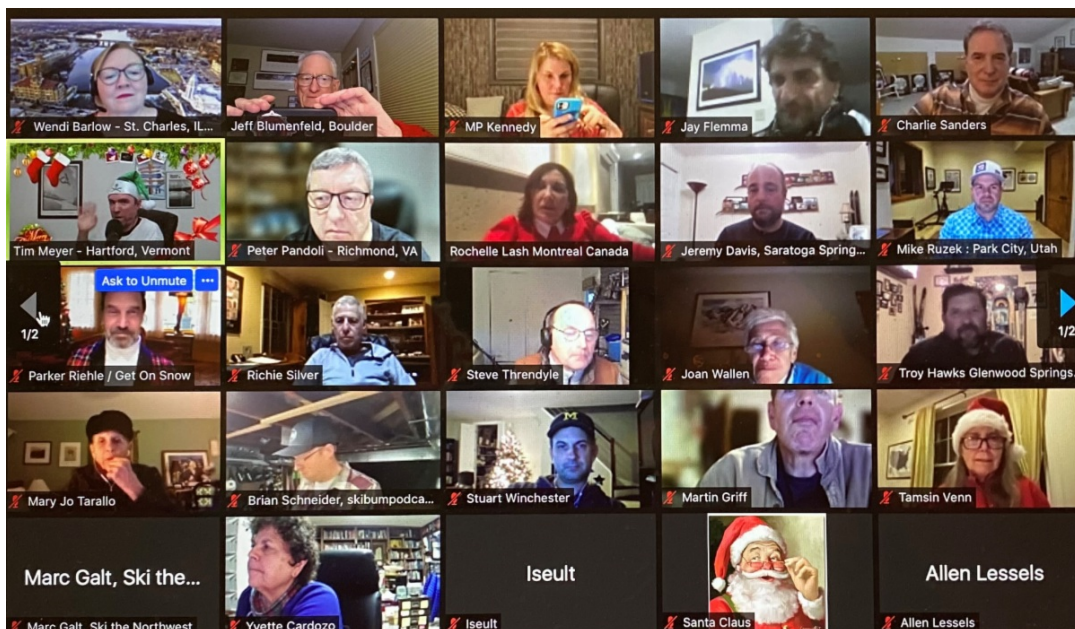 Wendi Barlow - St. Charles, IL...
Jeff Blumenfeld, Boulder
MP Kennedy
Jay Flemma
Charlie Sanders
Tim Meyer - Hartford, Vermont
Peter Pandoli - Richmond, VA
Rochelle Lash Montreal Canada
Jeremy Davis, Saratoga Spring...
Mike Ruzek : Park City, Utah
Ask to Unmute
1/2
1/2
Parker Riehle / Get On Snow
Richie Silver
Steve Threndyle
Joan Wallen
Troy Hawks Glenwood Springs...
M
Mary Jo Tarallo
Brian Schneider, skibumpodca...
Stuart Winchester
Martin Griff
Tamsin Venn
Marc Galt, Ski the...
Iseult
Allen Lessels
Marc Galt, Ski the Northwest
Yvette Cardozo
Iseult
Santa Claus
Allen Lessels